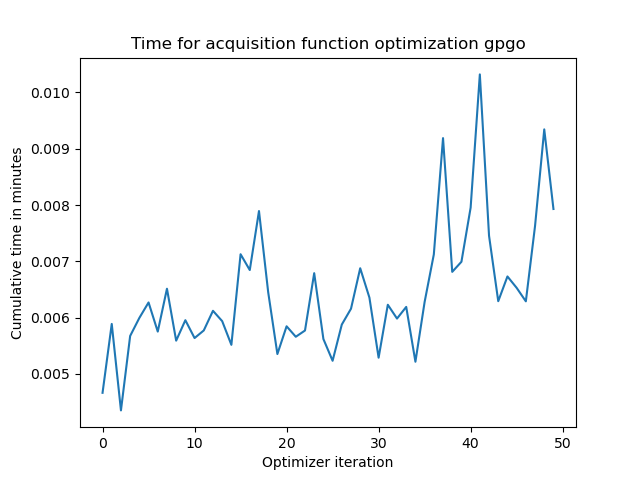 Time for acquisition function optimization gpgo
0.010
0.009
0.008
0.007
0.006
0.005
Cumulative time in minutes
0 10 20 30 40 50
Optimizer iteration